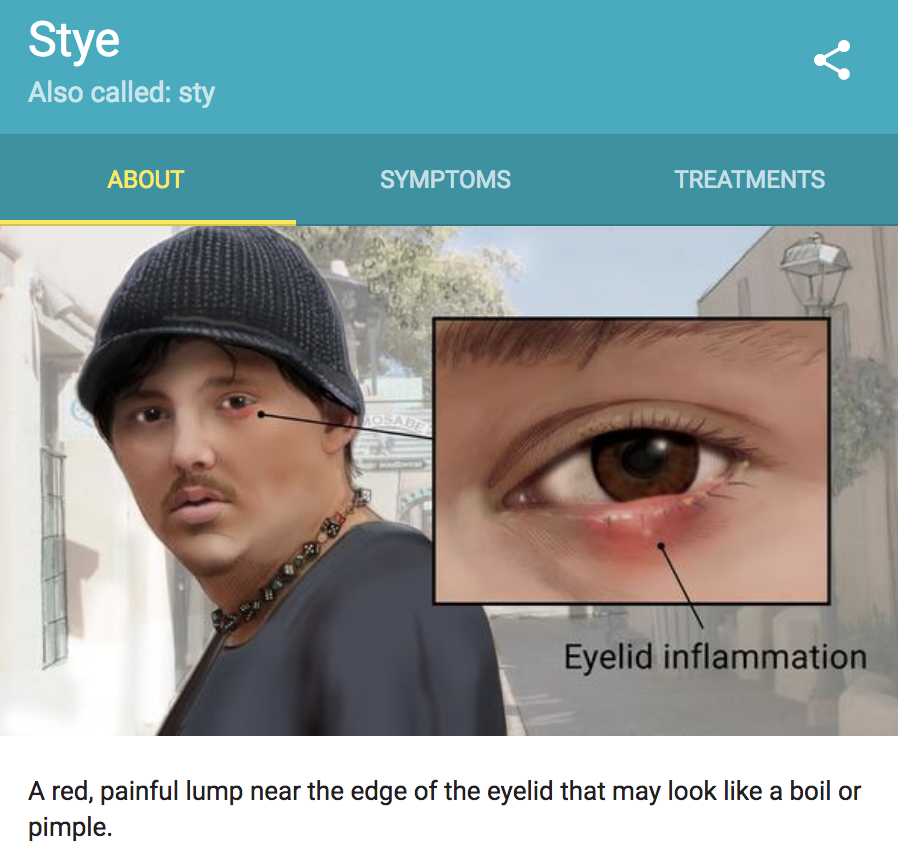 Stye
Also called: sty
ABOUT SYMPTOMS TREATMENTS
Eyelid inflammation
A red, painful lump near the edge of the eyelid that may look like a boil or
pimple.